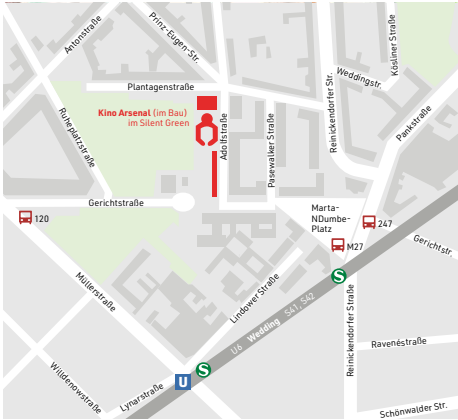 Antonstraße
Prinz-Eugen-Str.
Kösliner Straße
Weddingstr.
Plantagenstraße
Reinickendorfer Str.
Pankstraße
Kino Arsenal (im Bau)
im Silent Green
Adolfstraße
Pasewalker Straße
Ruheplatzstraße
Gerichtstraße
Marta-
NDumbe-
Platz
120
247
M27
Gerichtstr.
Müllerstraße
S
Lindower Straße
U6 Wedding S41, S42
Reinickendorfer Straße
Ravenéstraße
S
U
Willdenowstraße
Lynarstraße
Schönwalder Str.